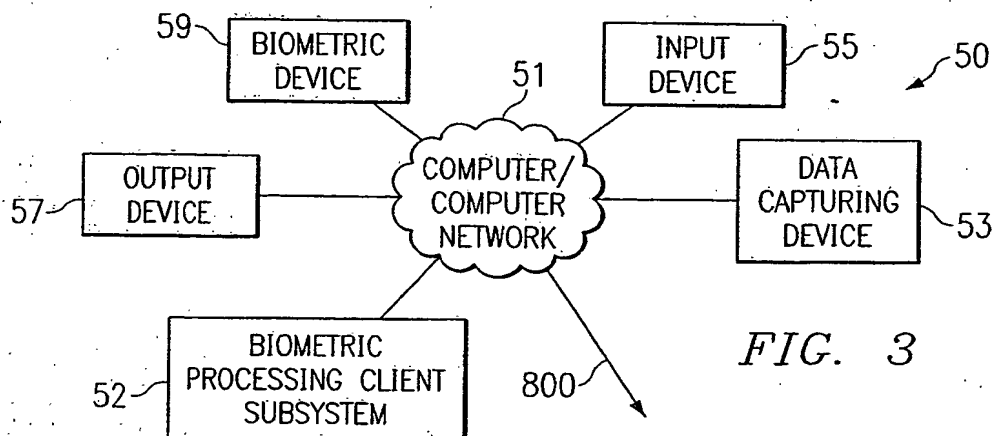 59
BIOMETRIC
DEVICE
INPUT
DEVICE
55
50
51
OUTPUT
DEVICE
57
COMPUTER/
COMPUTER
NETWORK
DATA
CAPTURING
DEVICE
53
BIOMETRIC
PROCESSING CLIENT
SUBSYSTEM
52
800
FIG. 3